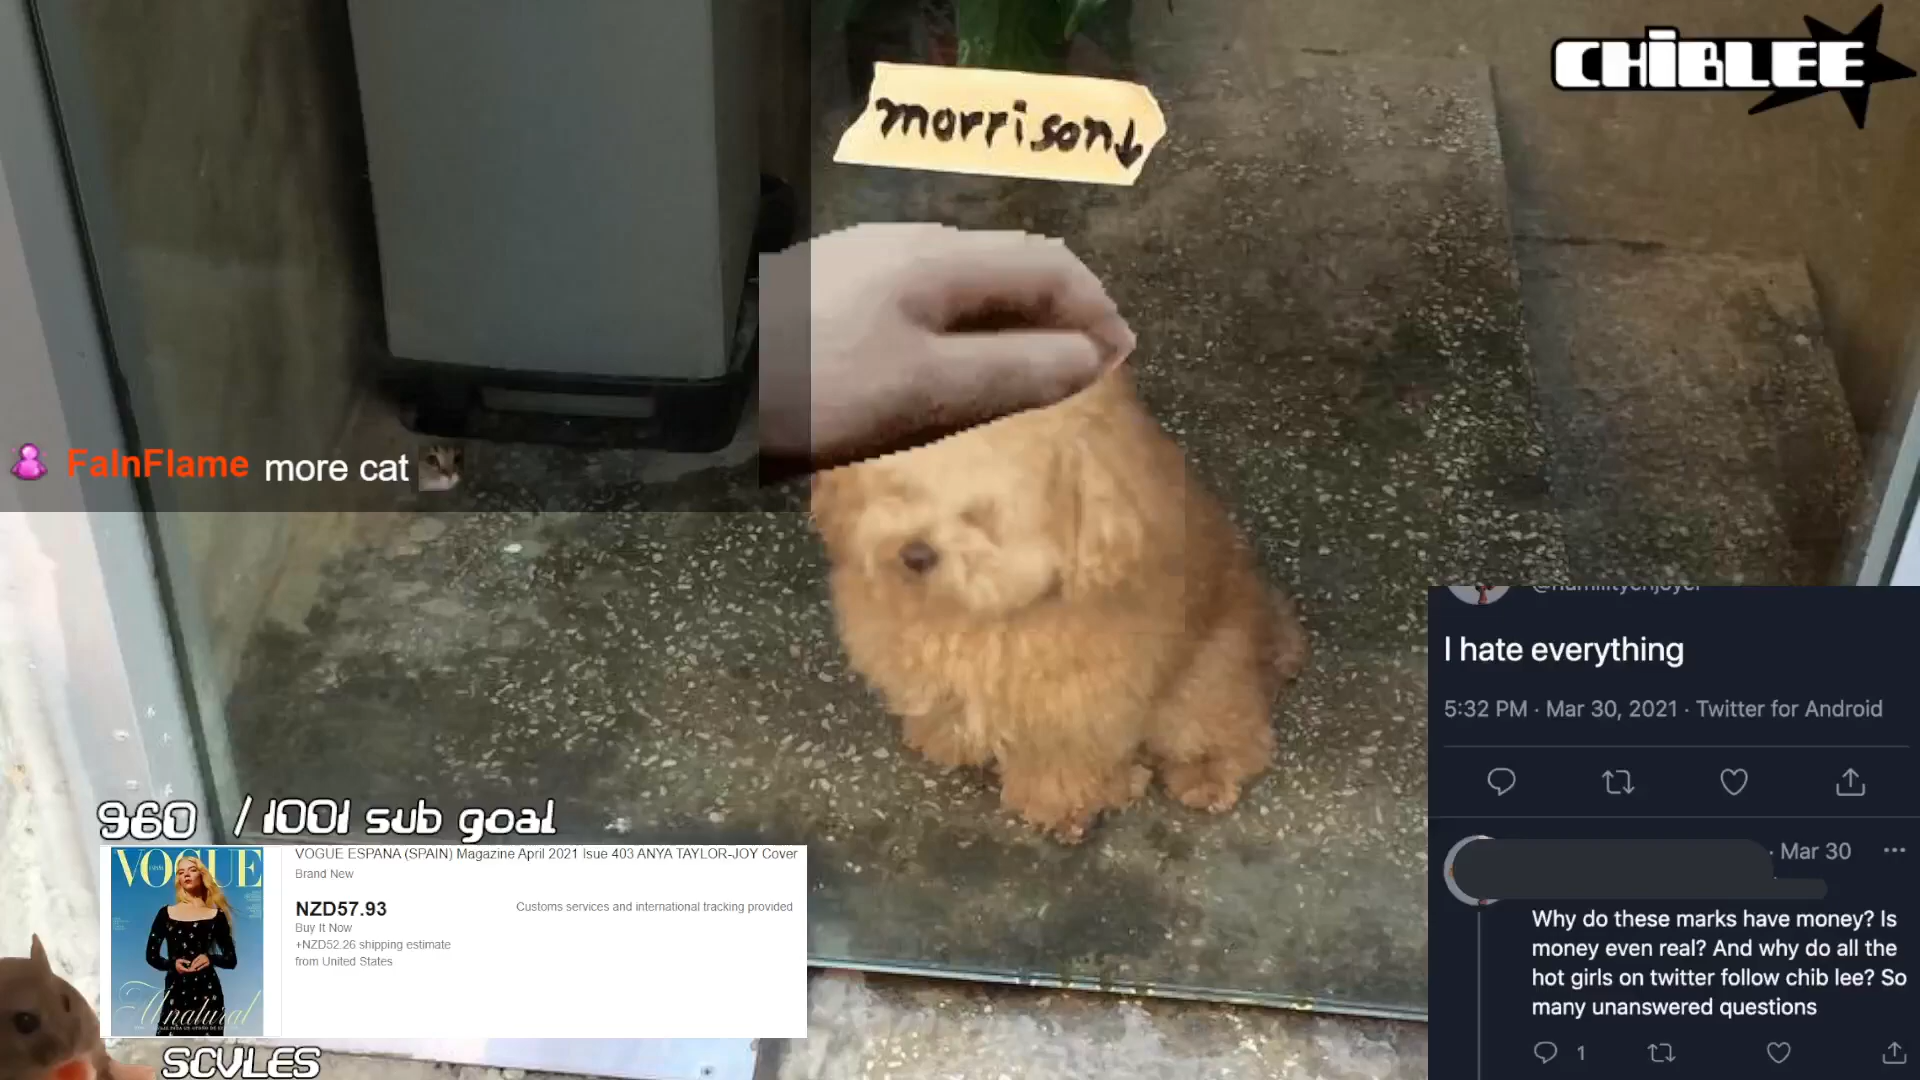 CHIBLEE
morrison↓
FaInFlame more cat
I hate everything
5:32 PM · Mar 30, 2021 · Twitter for Android
· Mar 30 ···
Why do these marks have money? Is
money even real? And why do all the
hot girls on twitter follow chib lee? So
many unanswered questions
1
960 / 1001 sub goal
VOGUE
Unnatural
VOGUE ESPANA (SPAIN) Magazine April 2021 Isue 403 ANYA TAYLOR-JOY Cover
Brand New
NZD57.93
Customs services and international tracking provided
Buy It Now
+NZD52.26 shipping estimate
from United States
SCVLES